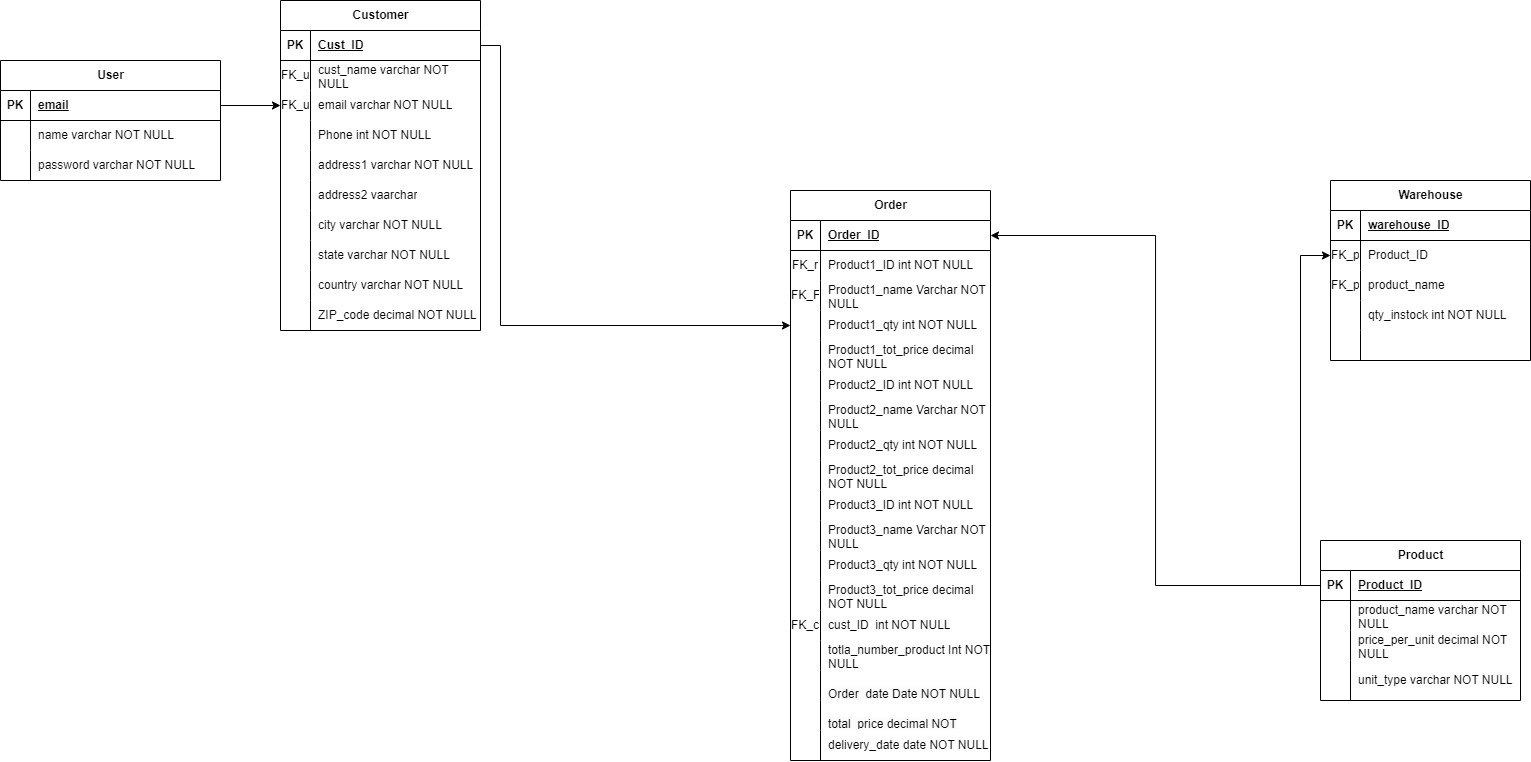 Customer
PK Cust_ID
FK_u cust_name varchar NOT
NULL
FK_u email varchar NOT NULL
Phone int NOT NULL
address1 varchar NOT NULL
address2 vaarchar
city varchar NOT NULL
state varchar NOT NULL
country varchar NOT NULL
ZIP_code decimal NOT NULL
User
PK email
name varchar NOT NULL
password varchar NOT NULL
Order
PK Order_ID
FK_r Product1_ID int NOT NULL
FK_F Product1_name Varchar NOT
NULL
Product1_qty int NOT NULL
Product1_tot_price decimal
NOT NULL
Product2_ID int NOT NULL
Product2_name Varchar NOT
NULL
Product2_qty int NOT NULL
Product2_tot_price decimal
NOT NULL
Product3_ID int NOT NULL
Product3_name Varchar NOT
NULL
Product3_qty int NOT NULL
Product3_tot_price decimal
NOT NULL
FK_c cust_ID int NOT NULL
totla_number_product Int NOT
NULL
Order_date Date NOT NULL
total_price decimal NOT
delivery_date date NOT NULL
Warehouse
PK warehouse_ID
FK_p Product_ID
FK_p product_name
qty_instock int NOT NULL
Product
PK Product_ID
product_name varchar NOT
NULL
price_per_unit decimal NOT
NULL
unit_type varchar NOT NULL